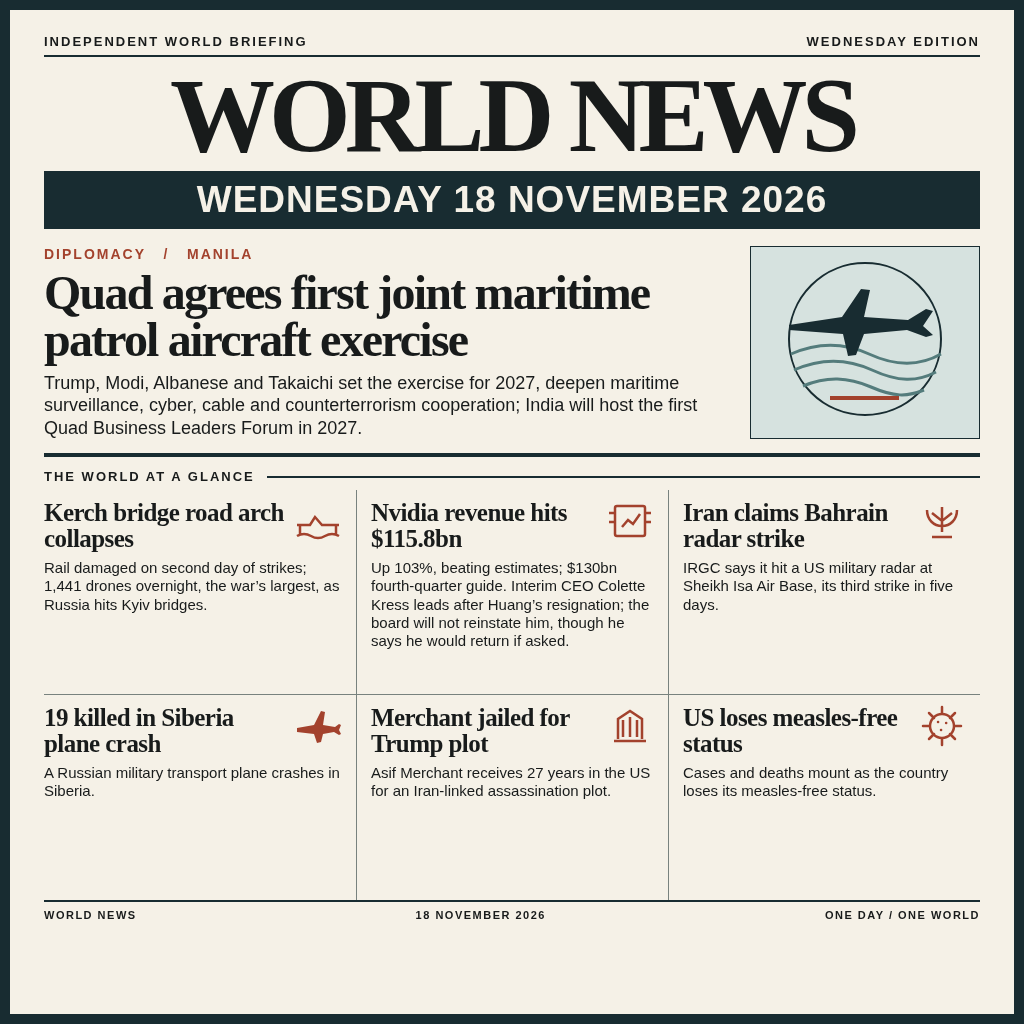 INDEPENDENT WORLD BRIEFING
WEDNESDAY EDITION
WORLD NEWS
WEDNESDAY 18 NOVEMBER 2026
DIPLOMACY / MANILA
Quad agrees first joint maritime
patrol aircraft exercise
Trump, Modi, Albanese and Takaichi set the exercise for 2027, deepen maritime
surveillance, cyber, cable and counterterrorism cooperation; India will host the first
Quad Business Leaders Forum in 2027.
THE WORLD AT A GLANCE
Kerch bridge road arch
collapses
Rail damaged on second day of strikes;
1,441 drones overnight, the war’s largest, as
Russia hits Kyiv bridges.
Nvidia revenue hits
$115.8bn
Up 103%, beating estimates; $130bn
fourth-quarter guide. Interim CEO Colette
Kress leads after Huang’s resignation; the
board will not reinstate him, though he
says he would return if asked.
Iran claims Bahrain
radar strike
IRGC says it hit a US military radar at
Sheikh Isa Air Base, its third strike in five
days.
19 killed in Siberia
plane crash
A Russian military transport plane crashes in
Siberia.
Merchant jailed for
Trump plot
Asif Merchant receives 27 years in the US
for an Iran-linked assassination plot.
US loses measles-free
status
Cases and deaths mount as the country
loses its measles-free status.
WORLD NEWS
18 NOVEMBER 2026
ONE DAY / ONE WORLD